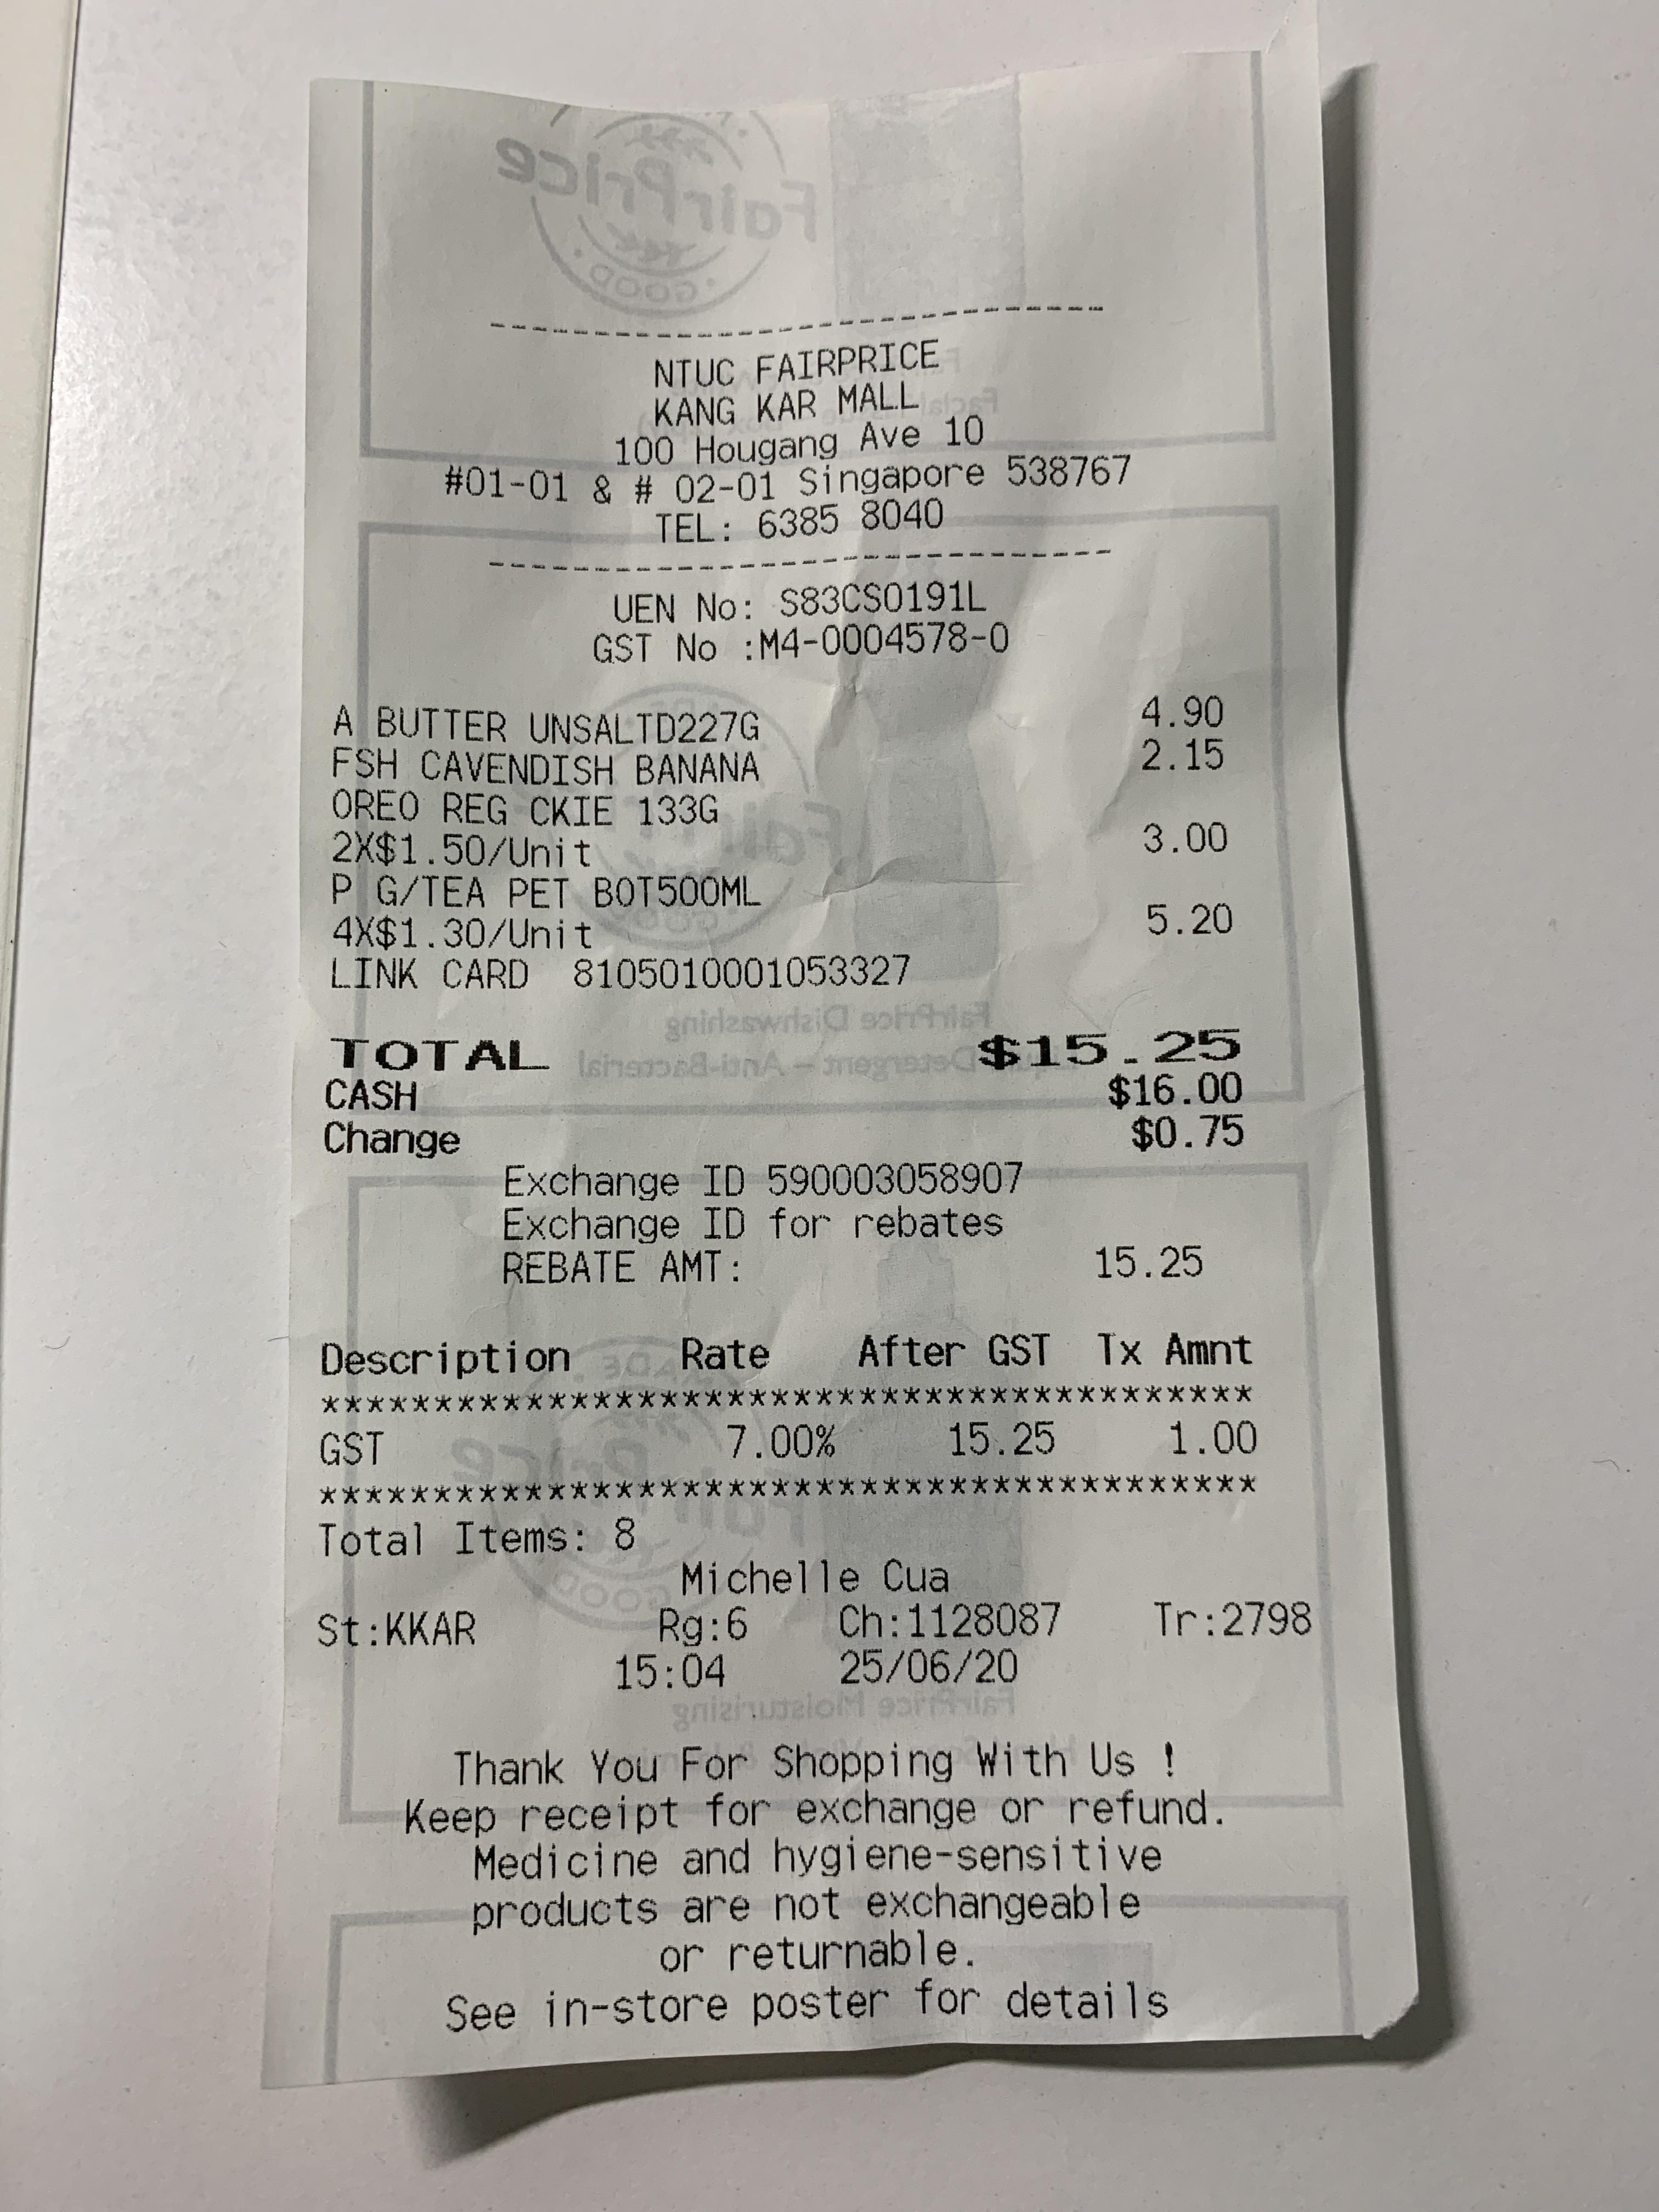 NTUC FAIRPRICE
KANG KAR MALL
100 Hougang Ave 10
#01-01 & # 02-01 Singapore 538767
TEL: 6385 8040
UEN No: S83CS0191L
GST No :M4-0004578-0
A BUTTER UNSALTD227G 4.90
FSH CAVENDISH BANANA 2.15
OREO REG CKIE 133G
2X$1.50/Unit 3.00
P G/TEA PET BOT500ML
4X$1.30/Unit 5.20
LINK CARD 8105010001053327
TOTAL $15.25
CASH $16.00
Change $0.75
Exchange ID 590003058907
Exchange ID for rebates
REBATE AMT: 15.25
Description Rate After GST Tx Amnt
*****************************************
GST 7.00% 15.25 1.00
*****************************************
Total Items: 8
Michelle Cua
St:KKAR Rg:6 Ch:1128087 Tr:2798
15:04 25/06/20
Thank You For Shopping With Us !
Keep receipt for exchange or refund.
Medicine and hygiene-sensitive
products are not exchangeable
or returnable.
See in-store poster for details